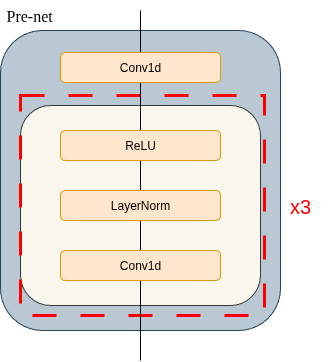 Pre-net
Conv1d
ReLU
LayerNorm
x3
Conv1d